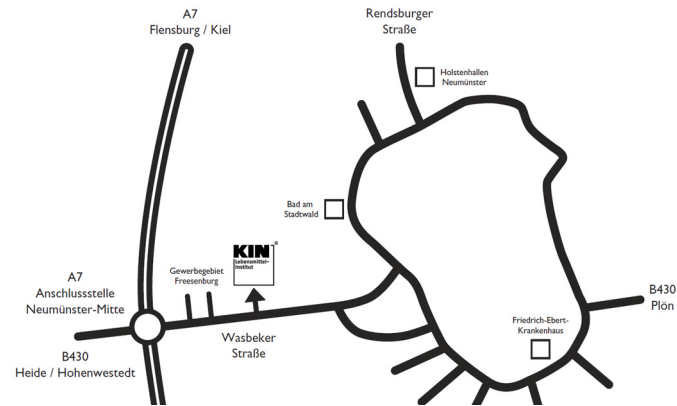 A7
Flensburg / Kiel
Rendsburger
Straße
Holstenhallen
Neumünster
Bad am
Stadtwald
KIN®
Lebensmittel-
Institut
Gewerbegebiet
Freesenburg
A7
Anschlussstelle
Neumünster-Mitte
B430
Heide / Hohenwestedt
Wasbeker
Straße
B430
Plön
Friedrich-Ebert-
Krankenhaus